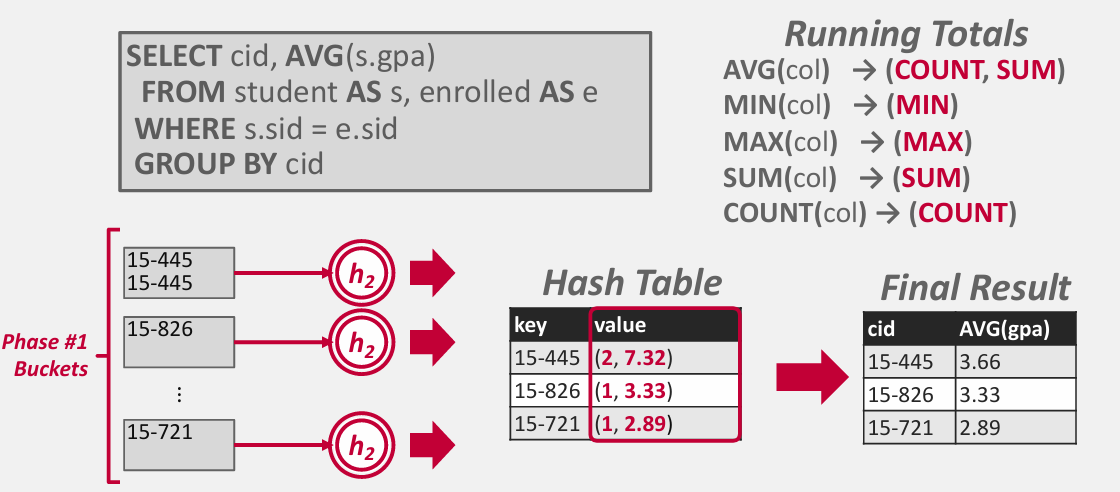 SELECT cid, AVG(s.gpa)
FROM student AS s, enrolled AS e
WHERE s.sid = e.sid
GROUP BY cid
Running Totals
AVG(col) → (COUNT, SUM)
MIN(col) → (MIN)
MAX(col) → (MAX)
SUM(col) → (SUM)
COUNT(col) → (COUNT)
Phase #1
Buckets
15-445
15-445
h2
15-826
h2
⋮
15-721
h2
Hash Table
key value
15-445 (2, 7.32)
15-826 (1, 3.33)
15-721 (1, 2.89)
Final Result
cid AVG(gpa)
15-445 3.66
15-826 3.33
15-721 2.89